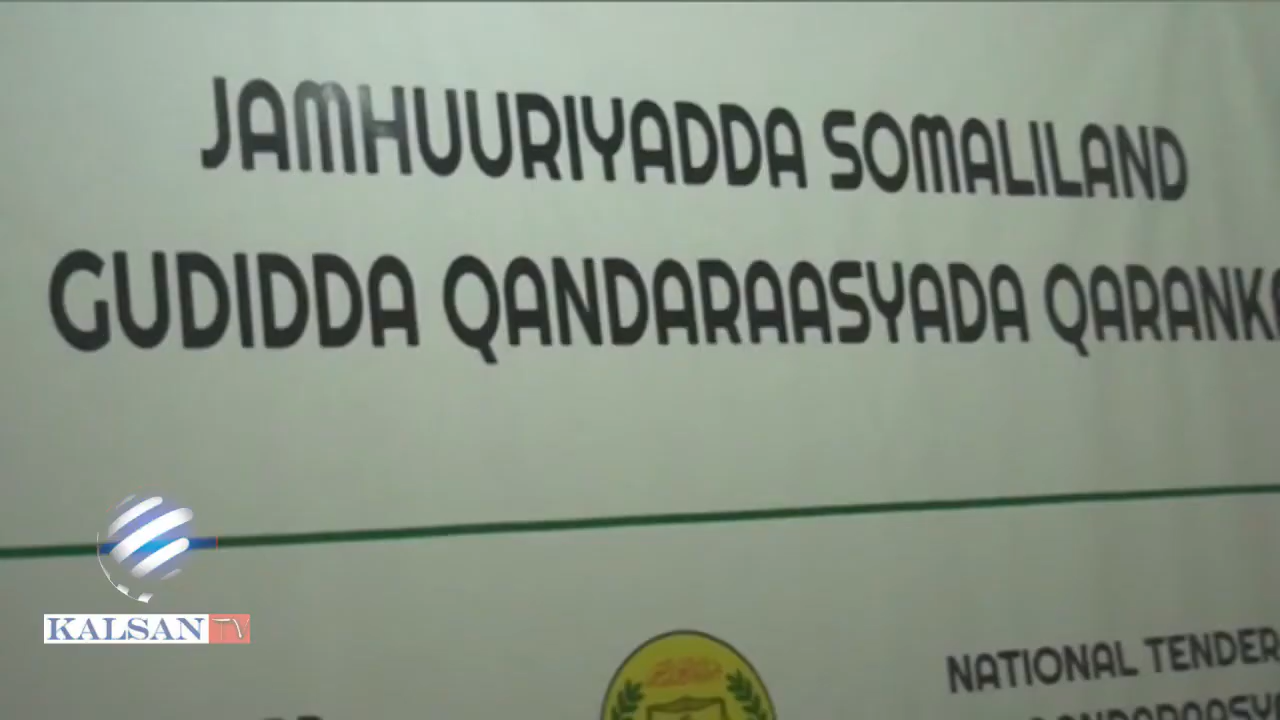 JAMHUURIYADDA SOMALILAND
GUDIDDA QANDARAASYADA QARANKA
KALSAN TV
NATIONAL TENDER